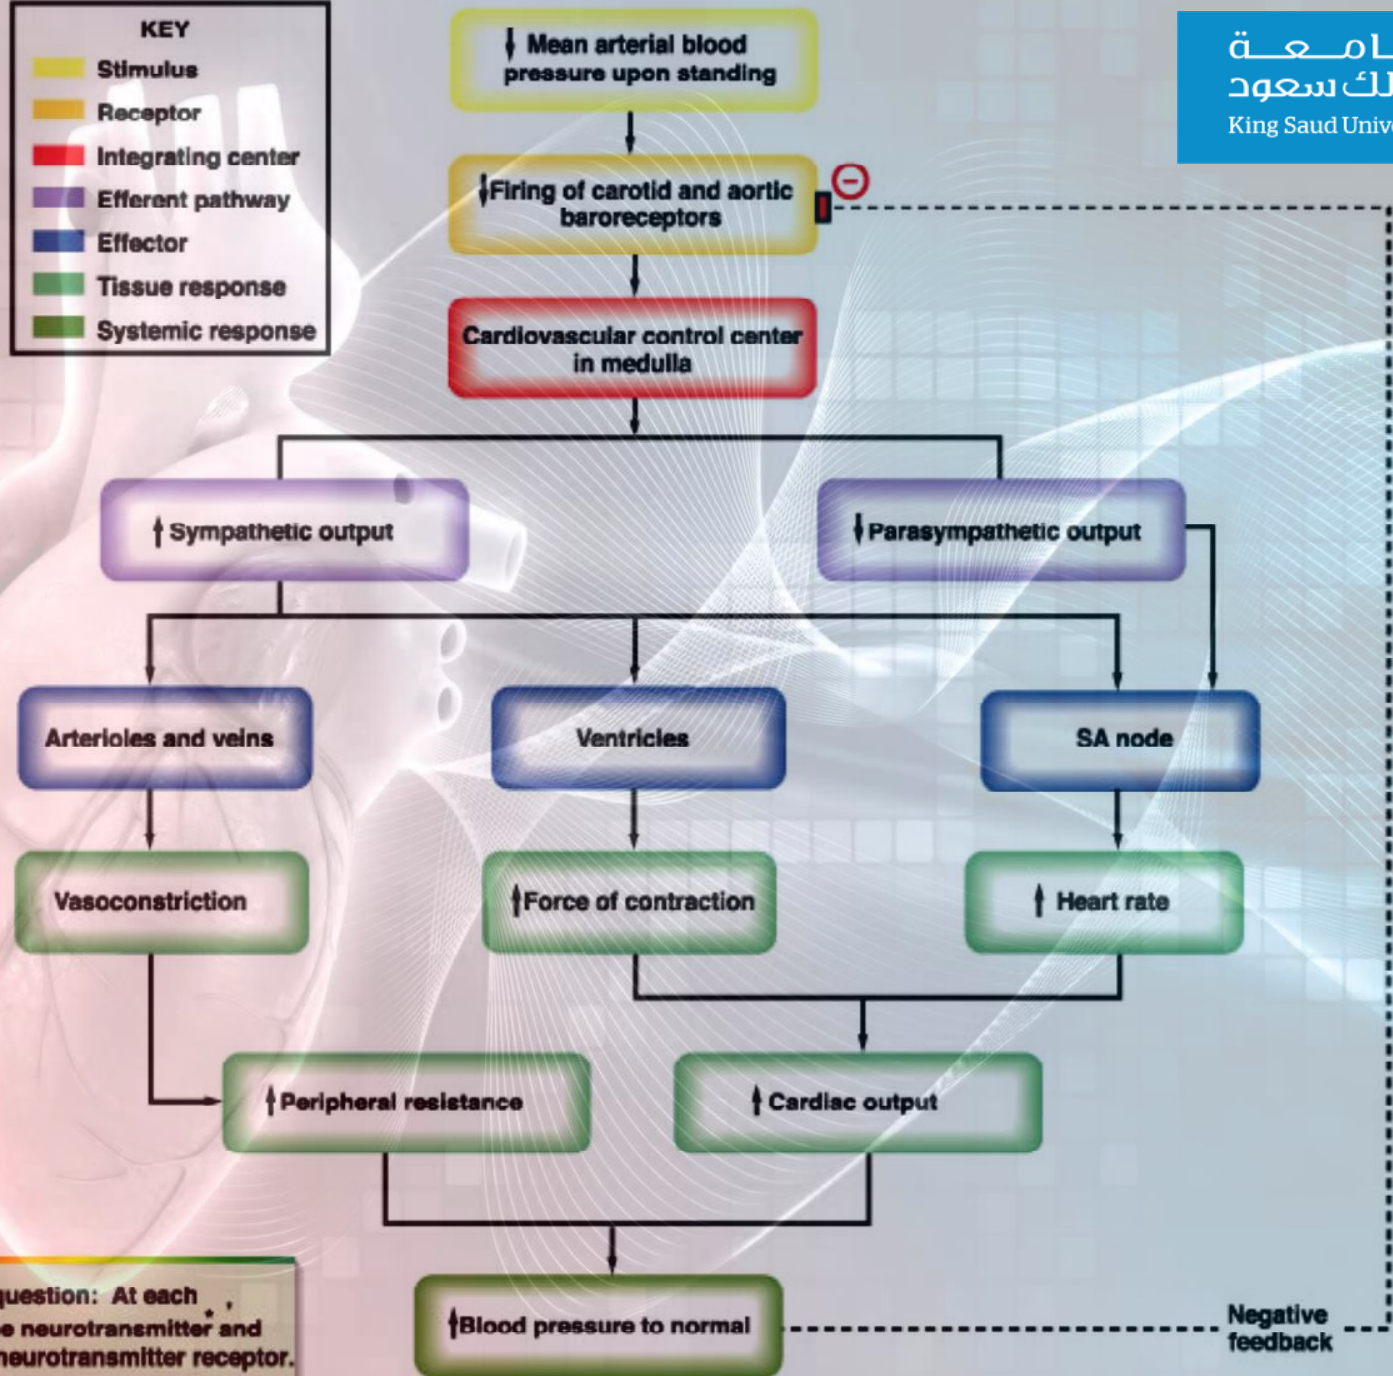 KEY
Stimulus
Receptor
Integrating center
Efferent pathway
Effector
Tissue response
Systemic response
↓ Mean arterial blood
pressure upon standing
ـعـود
King Saud
↓Firing of carotid and aortic
baroreceptors
Cardiovascular control center
in medulla
↑ Sympathetic output
↓ Parasympathetic output
Arterioles and veins
Ventricles
SA node
Vasoconstriction
↑Force of contraction
↑ Heart rate
↑Peripheral resistance
↑ Cardiac output
↑Blood pressure to normal
Negative
feedback
question: At each * ,
neurotransmitter and
neurotransmitter receptor.